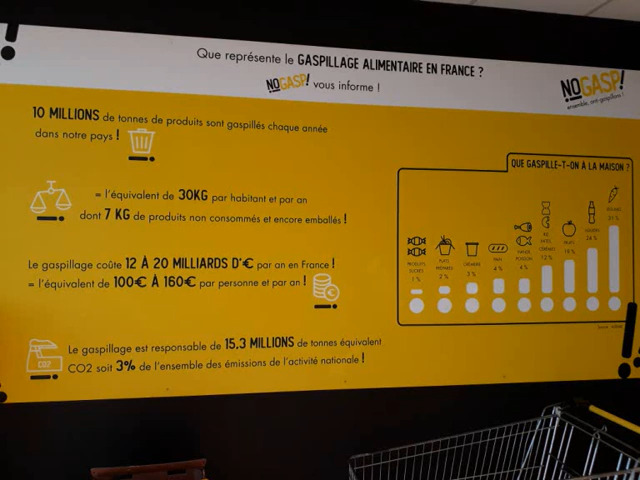 Que représente le GASPILLAGE ALIMENTAIRE EN FRANCE ?
NOGASP! vous informe !
NOGASP!
ensemble, anti-gaspillons !
10 MILLIONS de tonnes de produits sont gaspillés chaque année
dans notre pays !
= l'équivalent de 30KG par habitant et par an
dont 7 KG de produits non consommés et encore emballés !
Le gaspillage coûte 12 À 20 MILLIARDS D'€ par an en France !
= l'équivalent de 100€ À 160€ par personne et par an !
CO2
Le gaspillage est responsable de 15.3 MILLIONS de tonnes équivalent
CO2 soit 3% de l'ensemble des émissions de l'activité nationale !
QUE GASPILLE-T-ON À LA MAISON ?
PRODUITS
SUCRÉS
1 %
PLATS
PRÉPARÉS
2 %
3 %
PAIN
4 %
VIANDE
POISSON
4 %
RIZ,
PÂTES,
CÉRÉALES
12 %
FRUITS
19 %
LIQUIDES
24 %
LÉGUMES
31 %